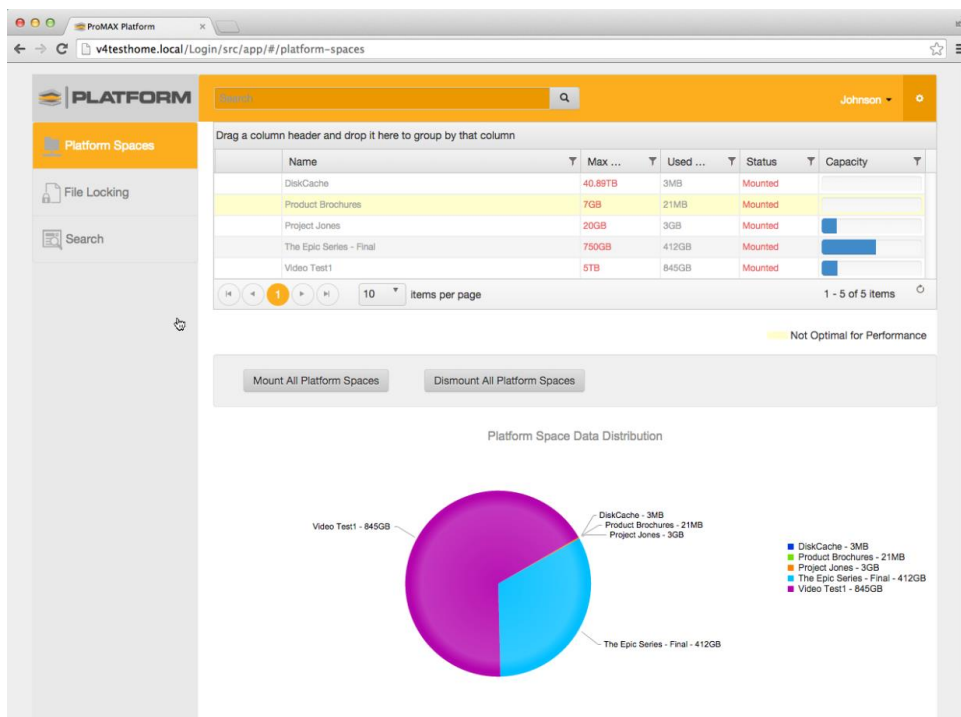 ProMAX Platform
v4testhome.local/Login/src/app/#/platform-spaces
PLATFORM
Search
Johnson
Platform Spaces
File Locking
Search
Drag a column header and drop it here to group by that column
Name Max ... Used ... Status Capacity
DiskCache 40.89TB 3MB Mounted
Product Brochures 7GB 21MB Mounted
Project Jones 20GB 3GB Mounted
The Epic Series - Final 750GB 412GB Mounted
Video Test1 5TB 845GB Mounted
1 10 items per page 1 - 5 of 5 items
Not Optimal for Performance
Mount All Platform Spaces Dismount All Platform Spaces
Platform Space Data Distribution
DiskCache - 3MB
Product Brochures - 21MB
Project Jones - 3GB
Video Test1 - 845GB
The Epic Series - Final - 412GB
DiskCache - 3MB
Product Brochures - 21MB
Project Jones - 3GB
The Epic Series - Final - 412GB
Video Test1 - 845GB